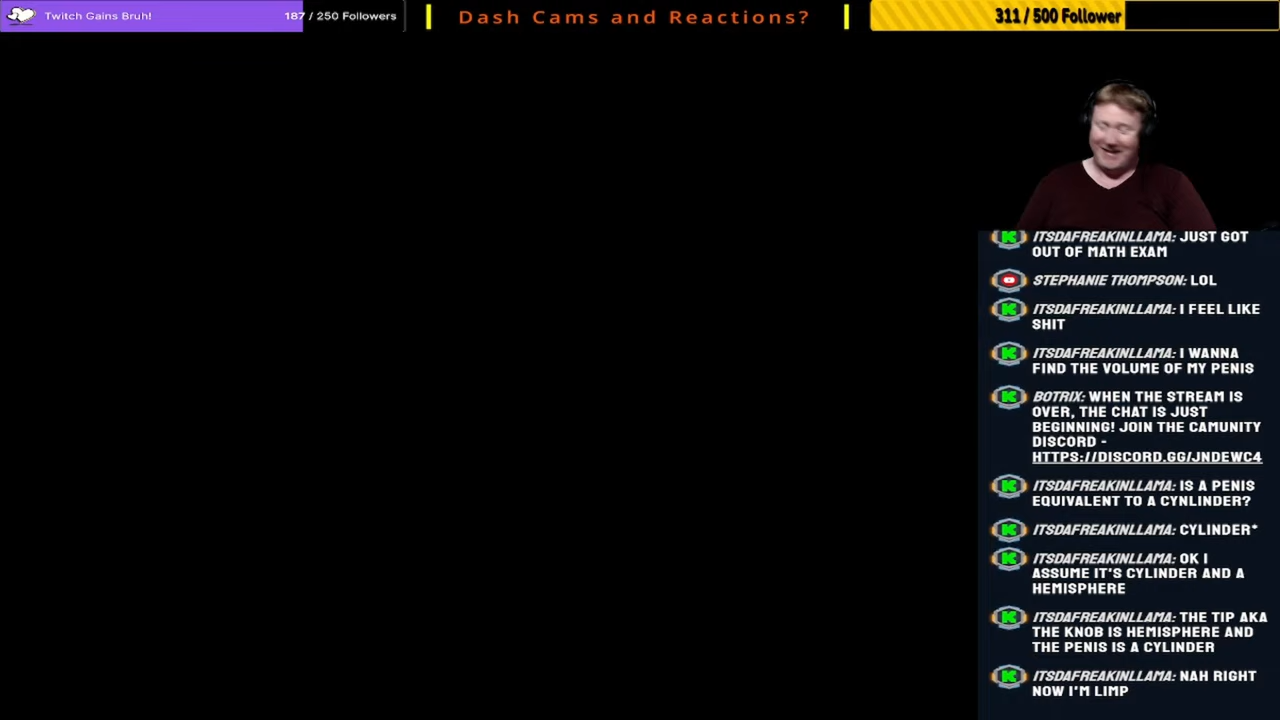 Twitch Gains Bruh!
187 / 250 Followers
Dash Cams and Reactions?
311 / 500 Follower
ITSDAFREAKINLLAMA: JUST GOT
OUT OF MATH EXAM
STEPHANIE THOMPSON: LOL
ITSDAFREAKINLLAMA: I FEEL LIKE
SHIT
ITSDAFREAKINLLAMA: I WANNA
FIND THE VOLUME OF MY PENIS
BOTRIX: WHEN THE STREAM IS
OVER, THE CHAT IS JUST
BEGINNING! JOIN THE CAMUNITY
DISCORD -
HTTPS://DISCORD.GG/JNDEWC4
ITSDAFREAKINLLAMA: IS A PENIS
EQUIVALENT TO A CYNLINDER?
ITSDAFREAKINLLAMA: CYLINDER*
ITSDAFREAKINLLAMA: OK I
ASSUME IT'S CYLINDER AND A
HEMISPHERE
ITSDAFREAKINLLAMA: THE TIP AKA
THE KNOB IS HEMISPHERE AND
THE PENIS IS A CYLINDER
ITSDAFREAKINLLAMA: NAH RIGHT
NOW I'M LIMP